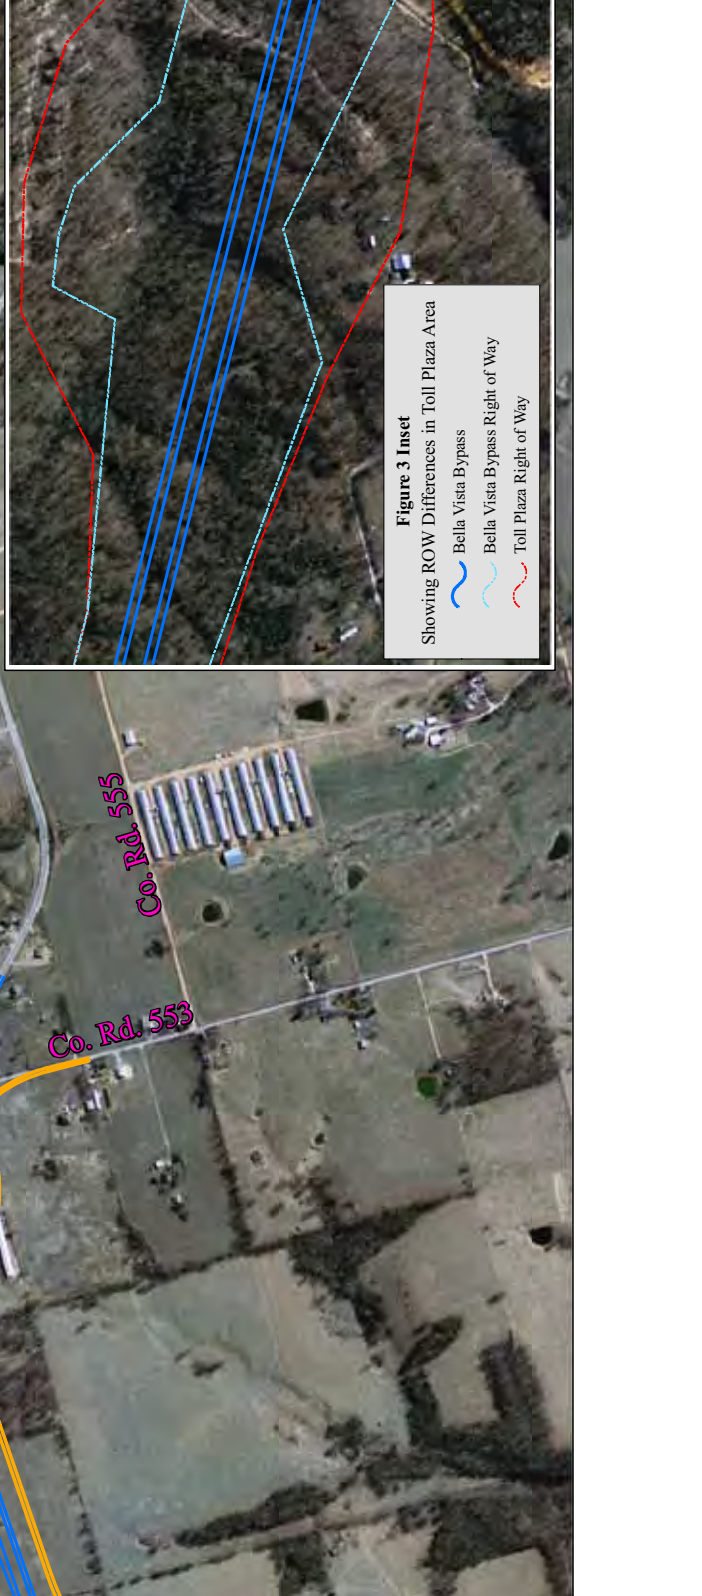 Figure 3 Inset
Showing ROW Differences in Toll Plaza Area
Bella Vista Bypass
Bella Vista Bypass Right of Way
Toll Plaza Right of Way
Co. Rd. 555
Co. Rd. 553